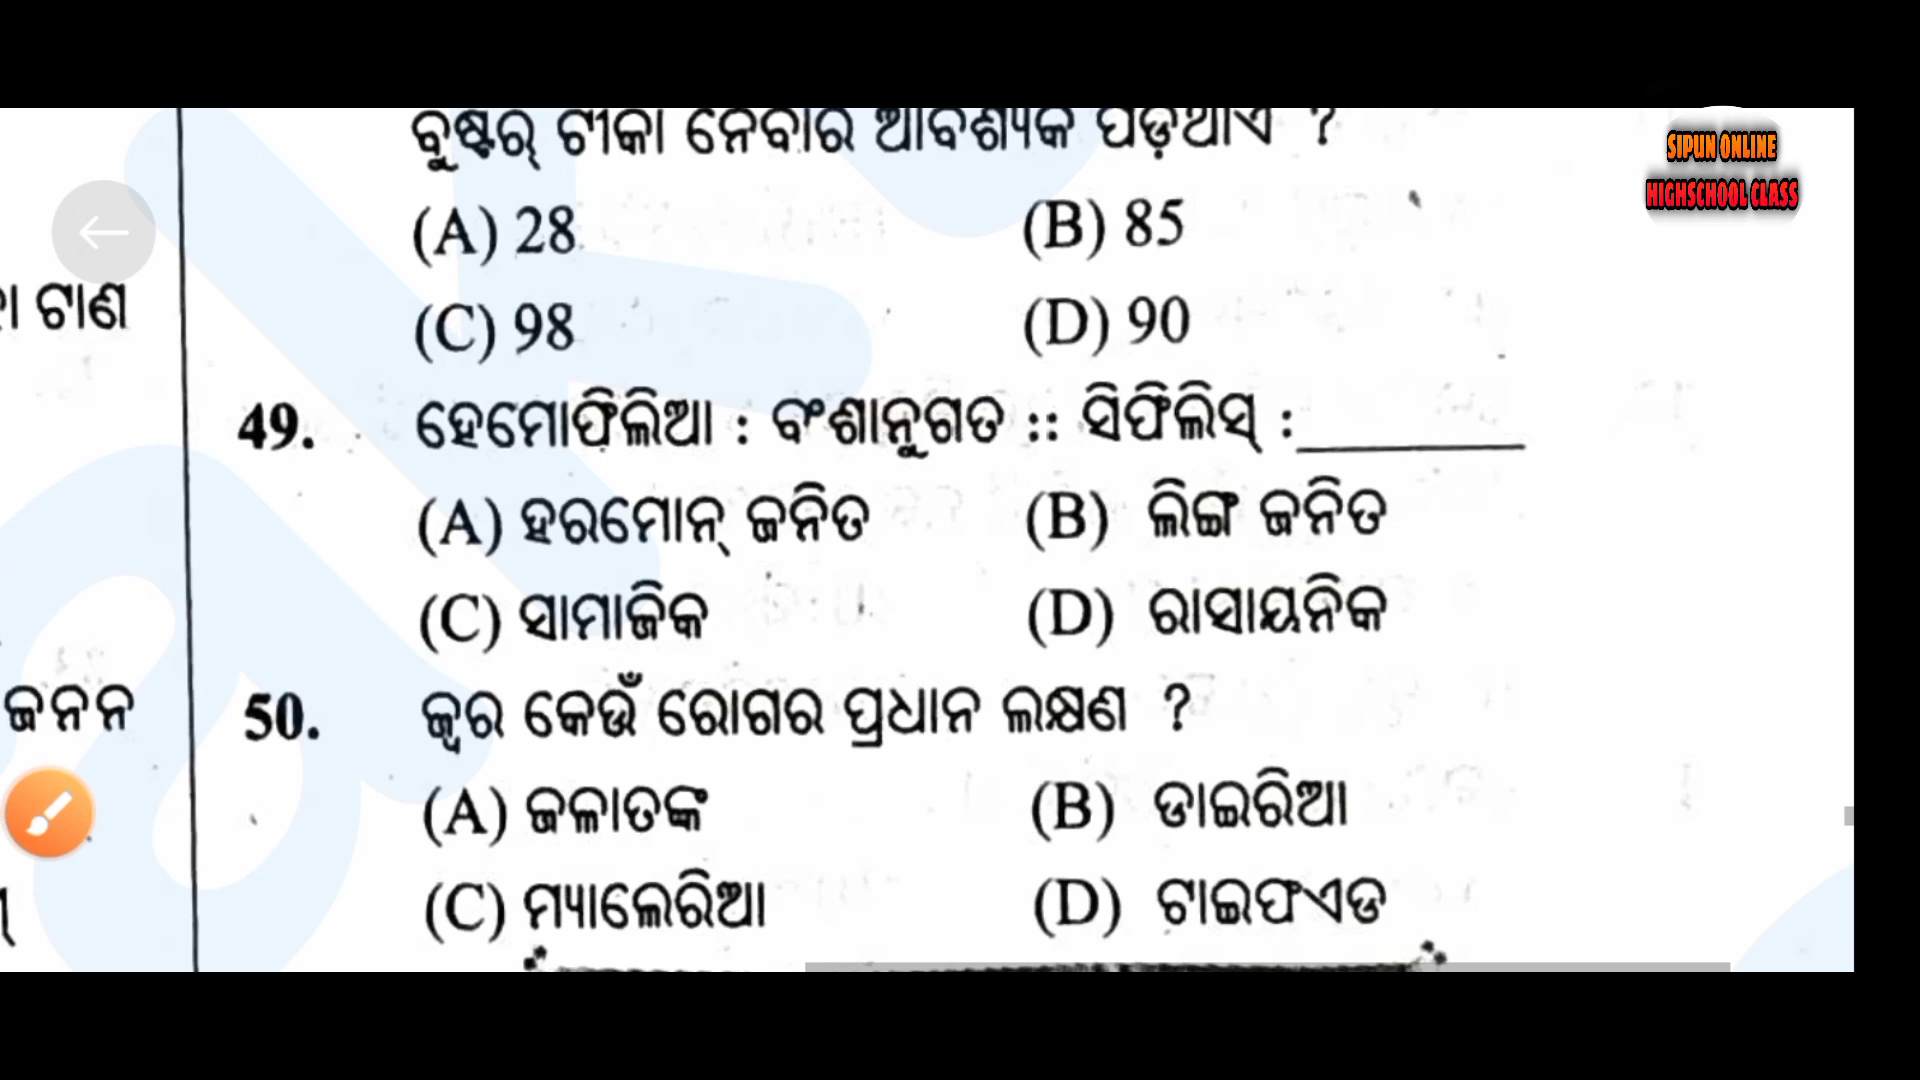 ବୁଷ୍ଟର୍ ଟୀକା ନେବାର ଆବଶ୍ୟକ ପଡ଼ିଥାଏ ?
(A) 28 (B) 85
(C) 98 (D) 90
49. ହେମୋଫିଲିଆ : ବଂଶାନୁଗତ :: ସିଫିଲିସ୍ :
(A) ହରମୋନ୍ ଜନିତ (B) ଲିଙ୍ଗ ଜନିତ
(C) ସାମାଜିକ (D) ରାସାୟନିକ
50. ଜ୍ୱର କେଉଁ ରୋଗର ପ୍ରଧାନ ଲକ୍ଷଣ ?
(A) ଜଳାତଙ୍କ (B) ଡାଇରିଆ
(C) ମ୍ୟାଲେରିଆ (D) ଟାଇଫଏଡ
ଟାଣ
ଜନନ
SIPUN ONLINE
HIGHSCHOOL CLASS